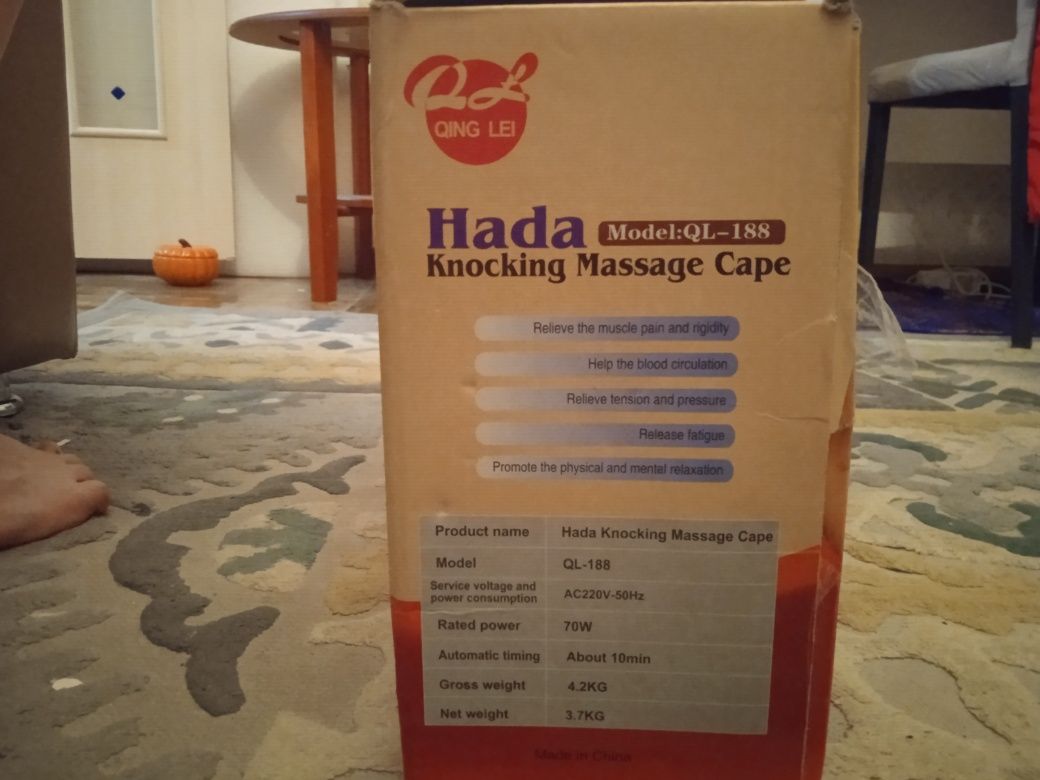 QL
QING LEI
Hada Model:QL-188
Knocking Massage Cape
Relieve the muscle pain and rigidity
Help the blood circulation
Relieve tension and pressure
Release fatigue
Promote the physical and mental relaxation
Product name Hada Knocking Massage Cape
Model QL-188
Service voltage and
power consumption AC220V-50Hz
Rated power 70W
Automatic timing About 10min
Gross weight 4.2KG
Net weight 3.7KG
Made in China